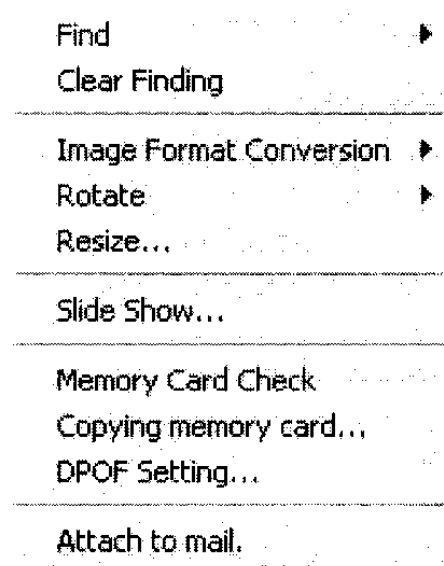 Find
Clear Finding
Image Format Conversion
Rotate
Resize...
Slide Show...
Memory Card Check
Copying memory card...
DPOF Setting...
Attach to mail.